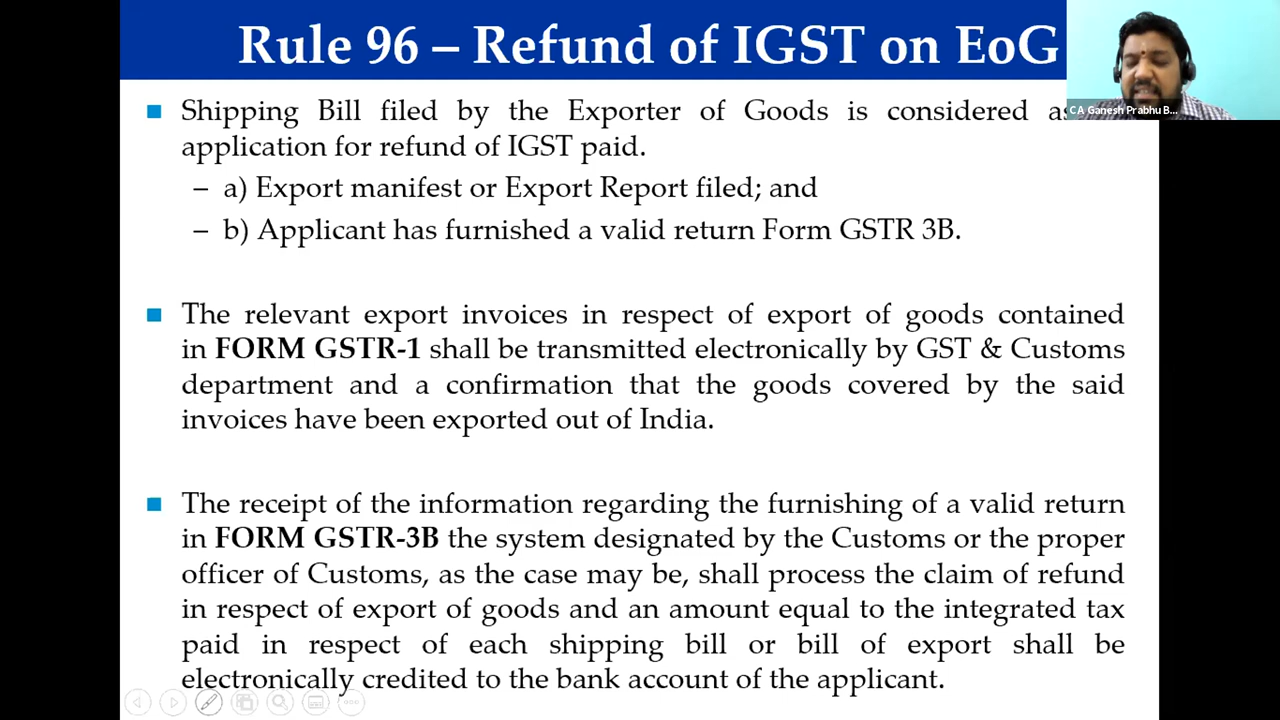 Rule 96 – Refund of IGST on EoG
CA Ganesh Prabhu B...
Shipping Bill filed by the Exporter of Goods is considered as
application for refund of IGST paid.
– a) Export manifest or Export Report filed; and
– b) Applicant has furnished a valid return Form GSTR 3B.
The relevant export invoices in respect of export of goods contained
in FORM GSTR-1 shall be transmitted electronically by GST & Customs
department and a confirmation that the goods covered by the said
invoices have been exported out of India.
The receipt of the information regarding the furnishing of a valid return
in FORM GSTR-3B the system designated by the Customs or the proper
officer of Customs, as the case may be, shall process the claim of refund
in respect of export of goods and an amount equal to the integrated tax
paid in respect of each shipping bill or bill of export shall be
electronically credited to the bank account of the applicant.